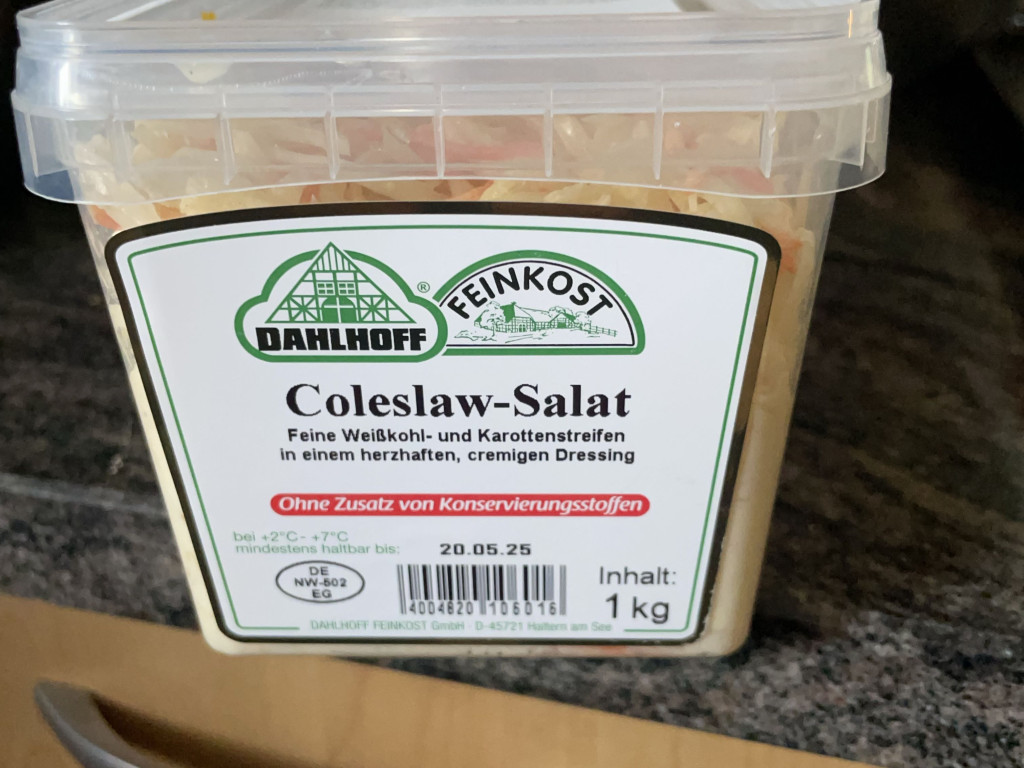 DAHLHOFF ®
FEINKOST
Coleslaw-Salat
Feine Weißkohl- und Karottenstreifen
in einem herzhaften, cremigen Dressing
Ohne Zusatz von Konservierungsstoffen
bei +2°C- +7°C
mindestens haltbar bis: 20.05.25
DE
NW-502
EG
4004620 106016
Inhalt:
1 kg
DAHLHOFF FEINKOST GmbH · D-45721 Haltern am See